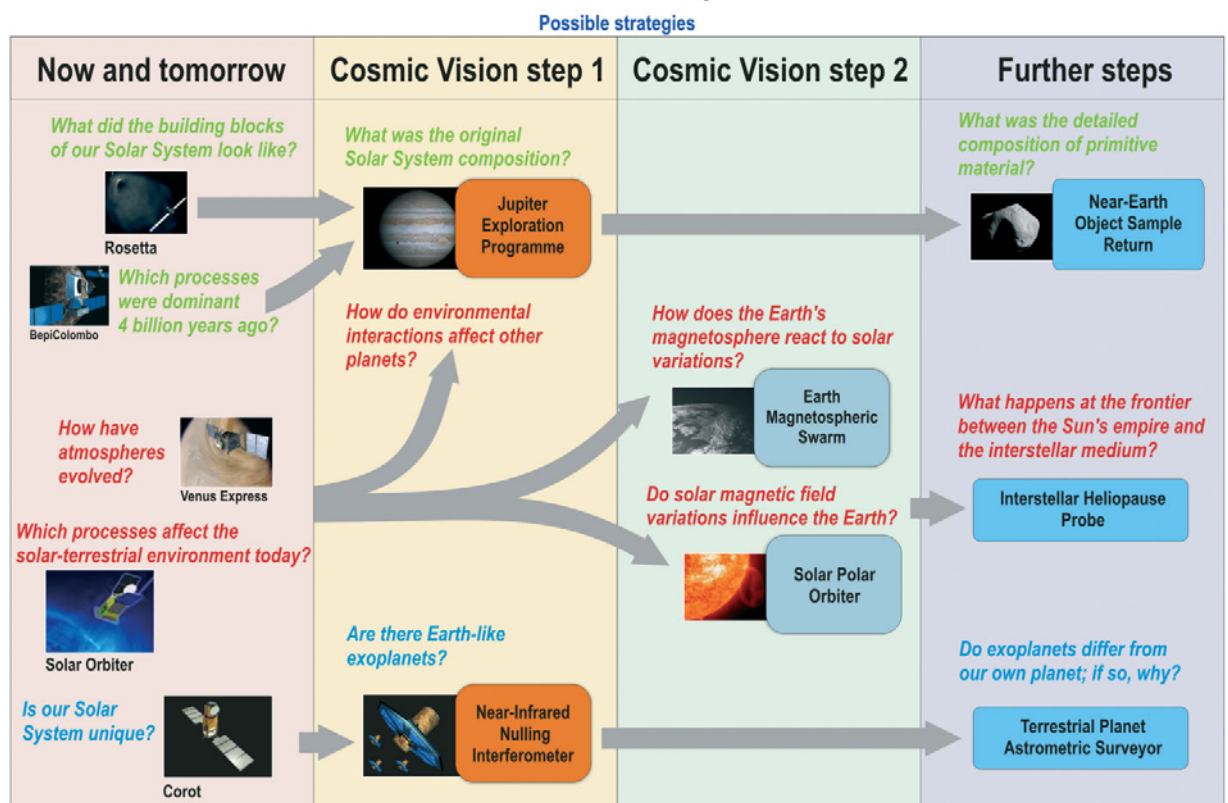 Possible strategies
Now and tomorrow
What did the building blocks
of our Solar System look like?
Rosetta
Which processes
were dominant
4 billion years ago?
BepiColombo
How have
atmospheres
evolved?
Venus Express
Which processes affect the
solar-terrestrial environment today?
Solar Orbiter
Is our Solar
System unique?
Corot
Cosmic Vision step 1
What was the original
Solar System composition?
Jupiter
Exploration
Programme
How do environmental
interactions affect other
planets?
Are there Earth-like
exoplanets?
Near-Infrared
Nulling
Interferometer
Cosmic Vision step 2
How does the Earth's
magnetosphere react to solar
variations?
Earth
Magnetospheric
Swarm
Do solar magnetic field
variations influence the Earth?
Solar Polar
Orbiter
Further steps
What was the detailed
composition of primitive
material?
Near-Earth
Object Sample
Return
What happens at the frontier
between the Sun's empire and
the interstellar medium?
Interstellar Heliopause
Probe
Do exoplanets differ from
our own planet; if so, why?
Terrestrial Planet
Astrometric Surveyor